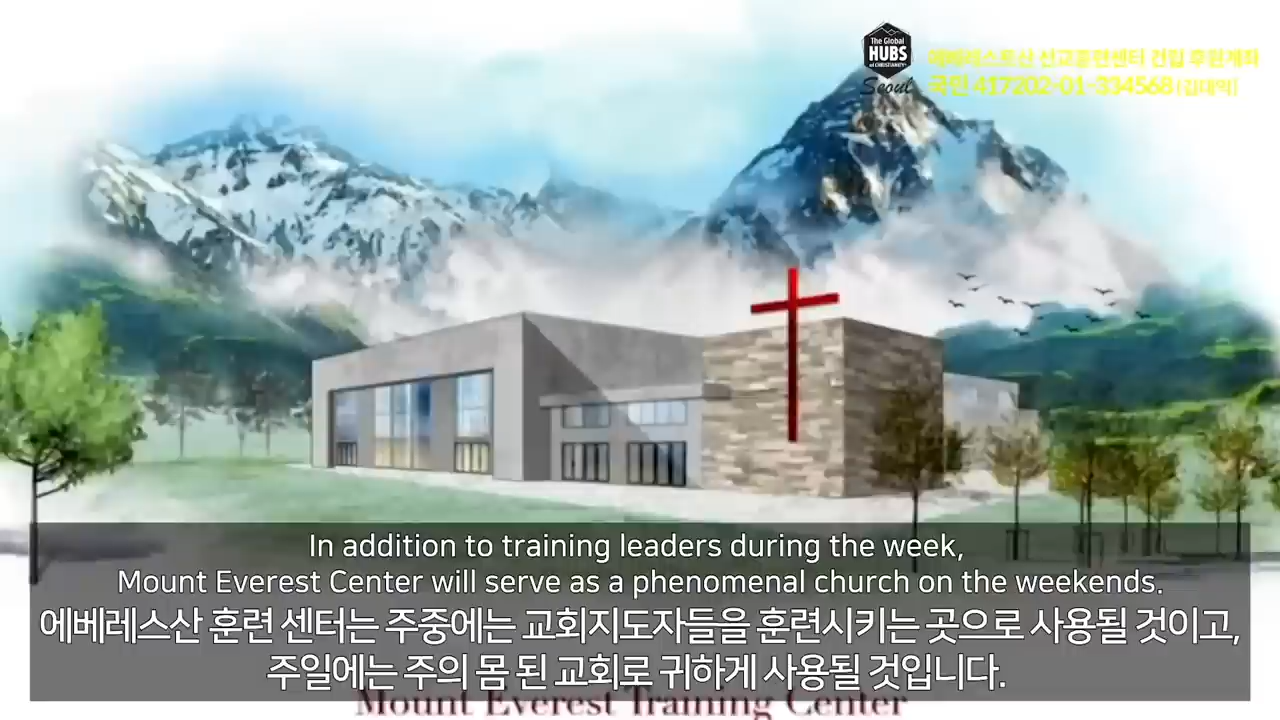 The Global
HUBS
of CHRISTIANITY
Seoul
에베레스트산 선교훈련센터 건립 후원계좌
국민 417202-01-334568 (김대억)
In addition to training leaders during the week,
Mount Everest Center will serve as a phenomenal church on the weekends.
에베레스산 훈련 센터는 주중에는 교회지도자들을 훈련시키는 곳으로 사용될 것이고,
주일에는 주의 몸 된 교회로 귀하게 사용될 것입니다.
Mount Everest Training Center